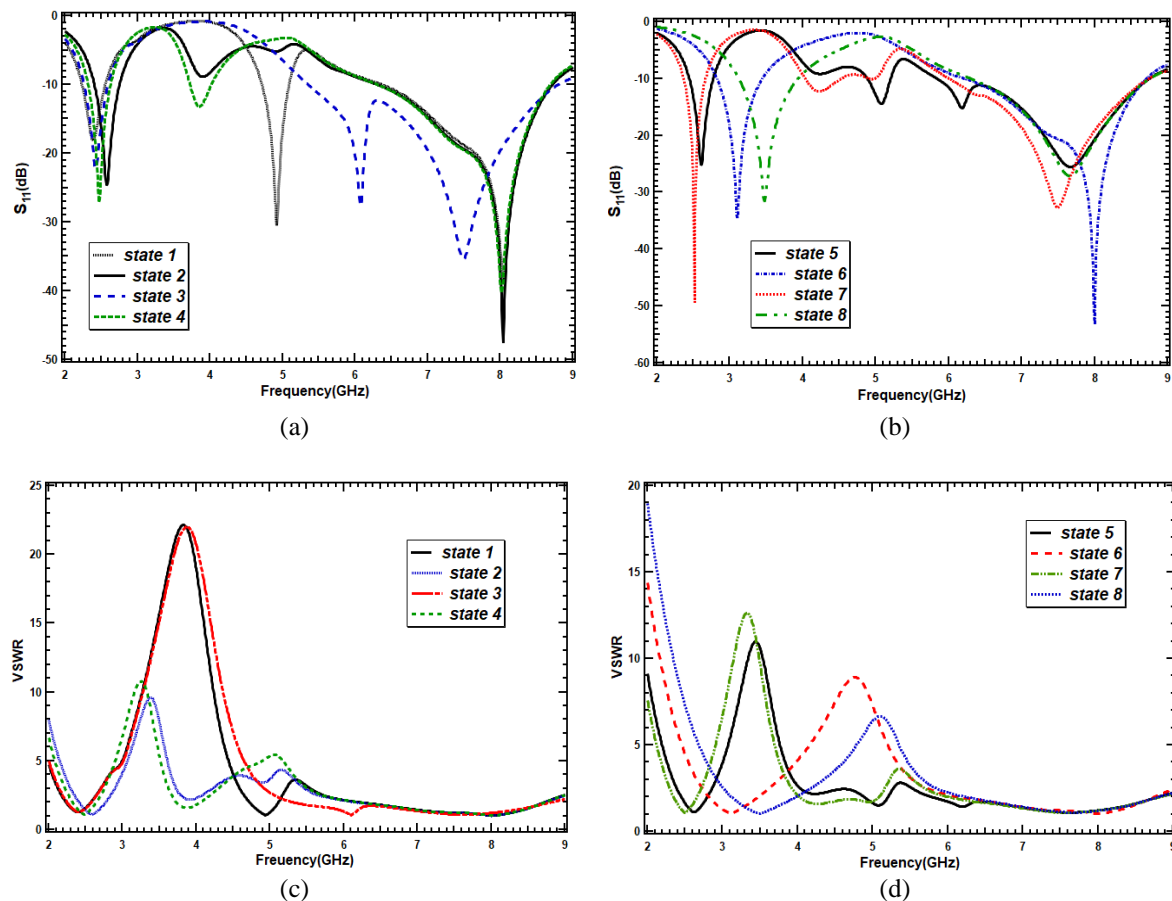 0
-10
-20
-30
-40
-50
S11(dB)
state 1
state 2
state 3
state 4
2 3 4 5 6 7 8 9
Frequency(GHz)
(a)
0
-10
-20
-30
-40
-50
-60
S11(dB)
state 5
state 6
state 7
state 8
2 3 4 5 6 7 8 9
Frequency(GHz)
(b)
25
20
15
10
5
0
VSWR
state 1
state 2
state 3
state 4
2 3 4 5 6 7 8 9
Freuency(GHz)
(c)
20
15
10
5
0
VSWR
state 5
state 6
state 7
state 8
2 3 4 5 6 7 8 9
Freuency(GHz)
(d)